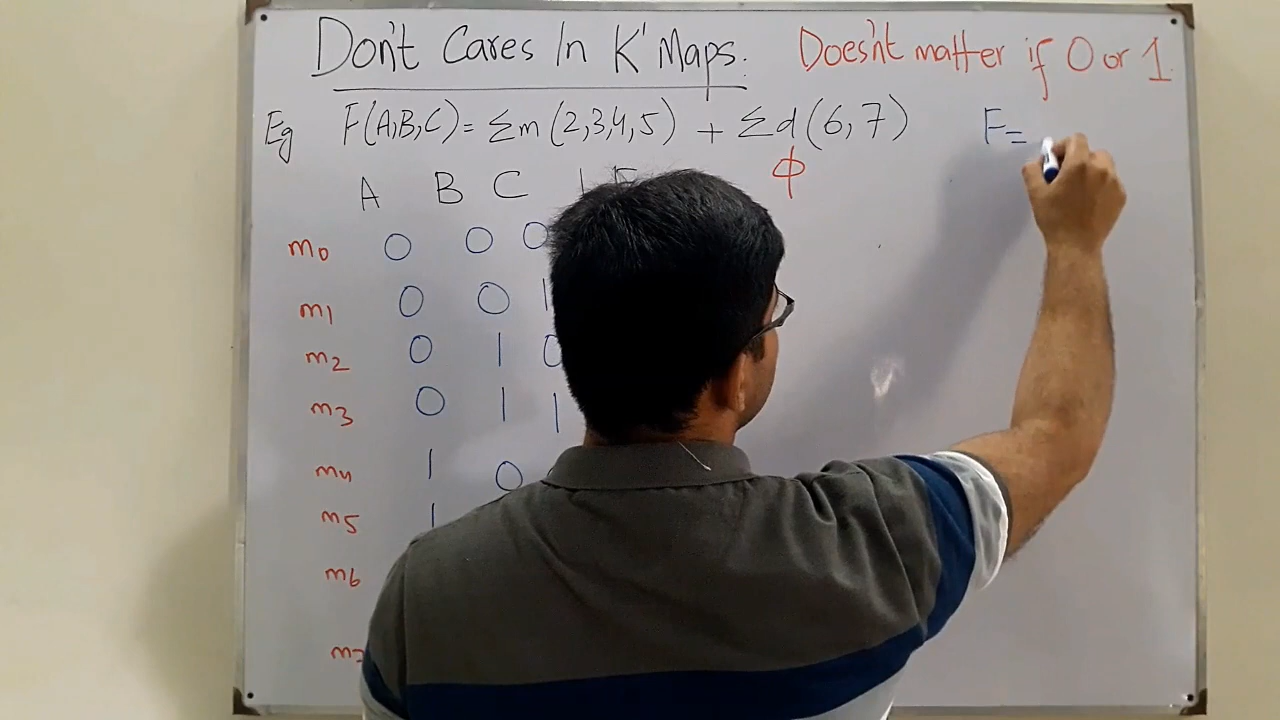 Don't Cares In K' Maps. Does'nt matter if 0 or 1
Eg F(A,B,C) = Σm (2,3,4,5) + Σd (6,7) F=
ϕ
A B C
m0 0 0 0
m1 0 0 1
m2 0 1 0
m3 0 1 1
m4 1 0
m5 1
m6